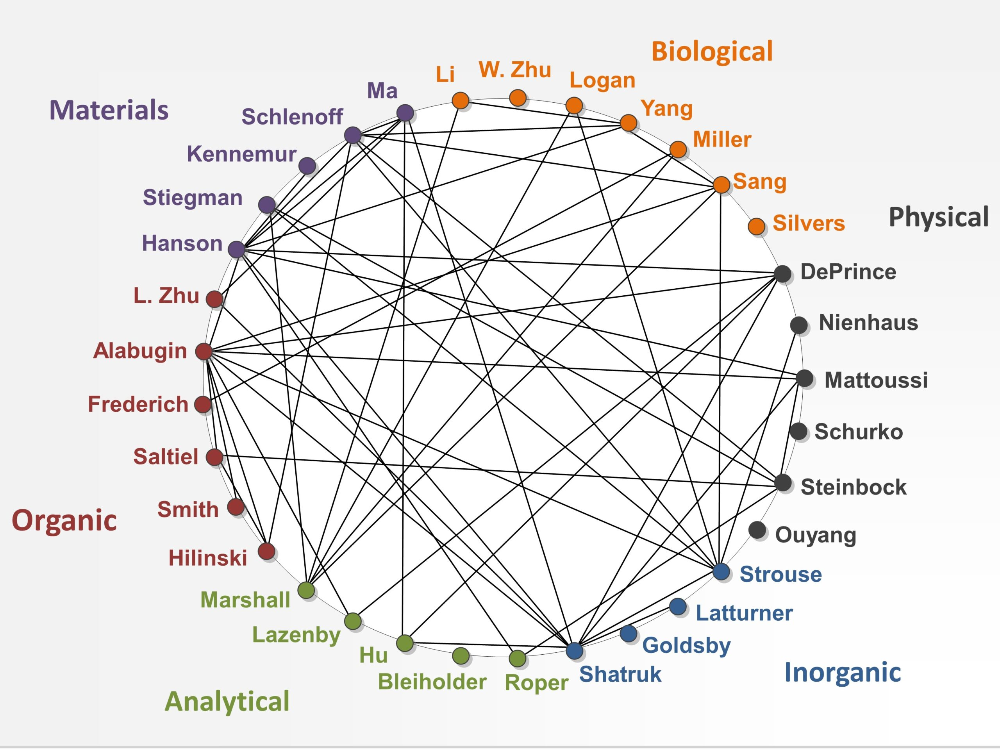 Biological
Li
W. Zhu
Logan
Ma
Yang
Materials
Schlenoff
Miller
Kennemur
Sang
Stiegman
Physical
Silvers
Hanson
DePrince
L. Zhu
Nienhaus
Alabugin
Mattoussi
Frederich
Schurko
Saltiel
Steinbock
Smith
Organic
Ouyang
Hilinski
Strouse
Marshall
Latturner
Lazenby
Goldsby
Hu
Shatruk
Inorganic
Bleiholder
Roper
Analytical